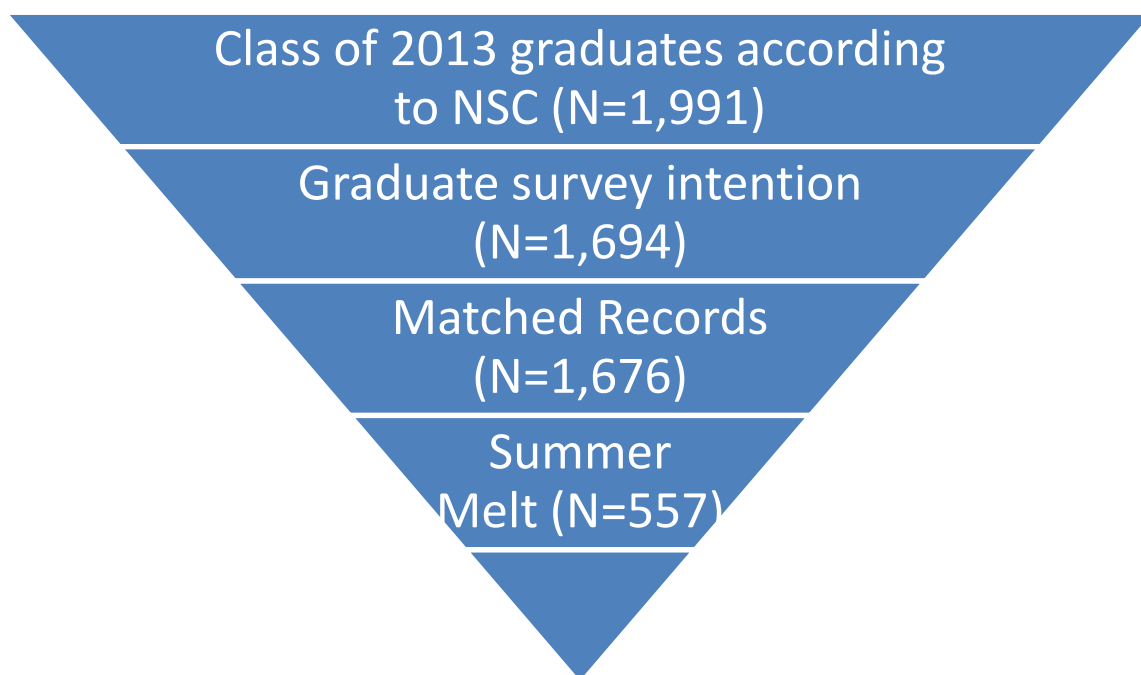 Class of 2013 graduates according
to NSC (N=1,991)
Graduate survey intention
(N=1,694)
Matched Records
(N=1,676)
Summer
Melt (N=557)